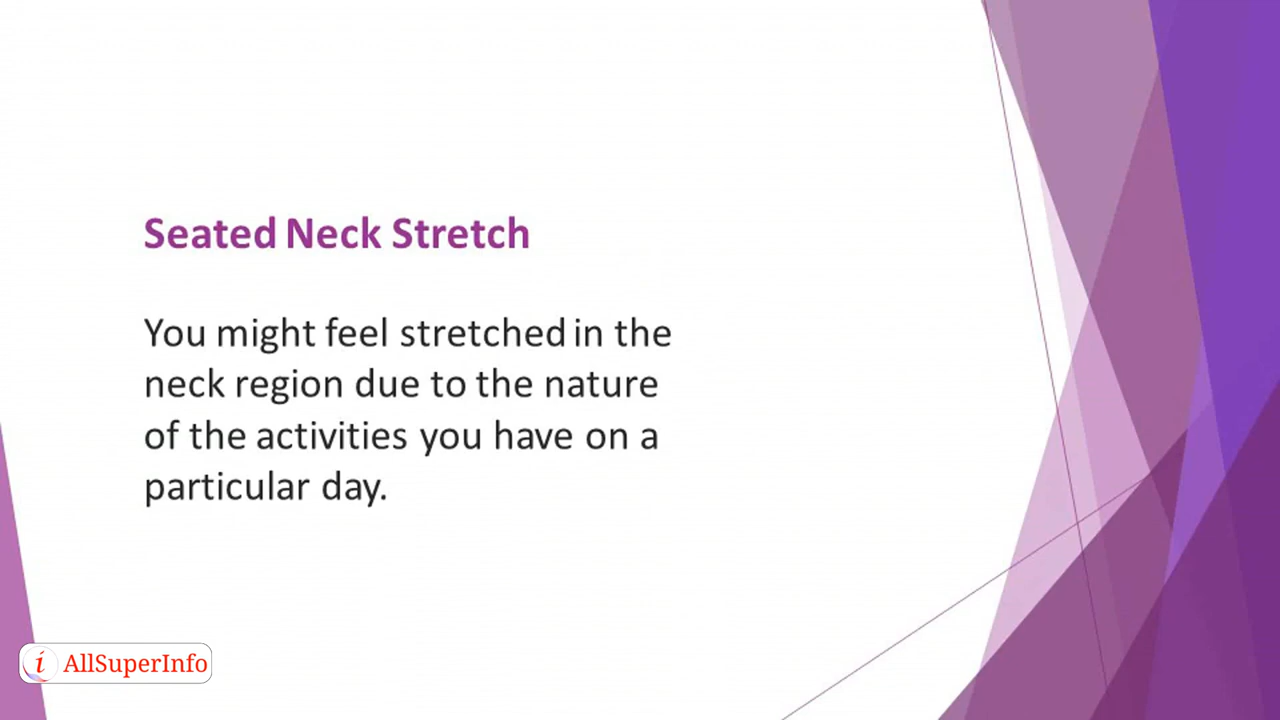 Seated Neck Stretch
You might feel stretched in the
neck region due to the nature
of the activities you have on a
particular day.
i AllSuperInfo